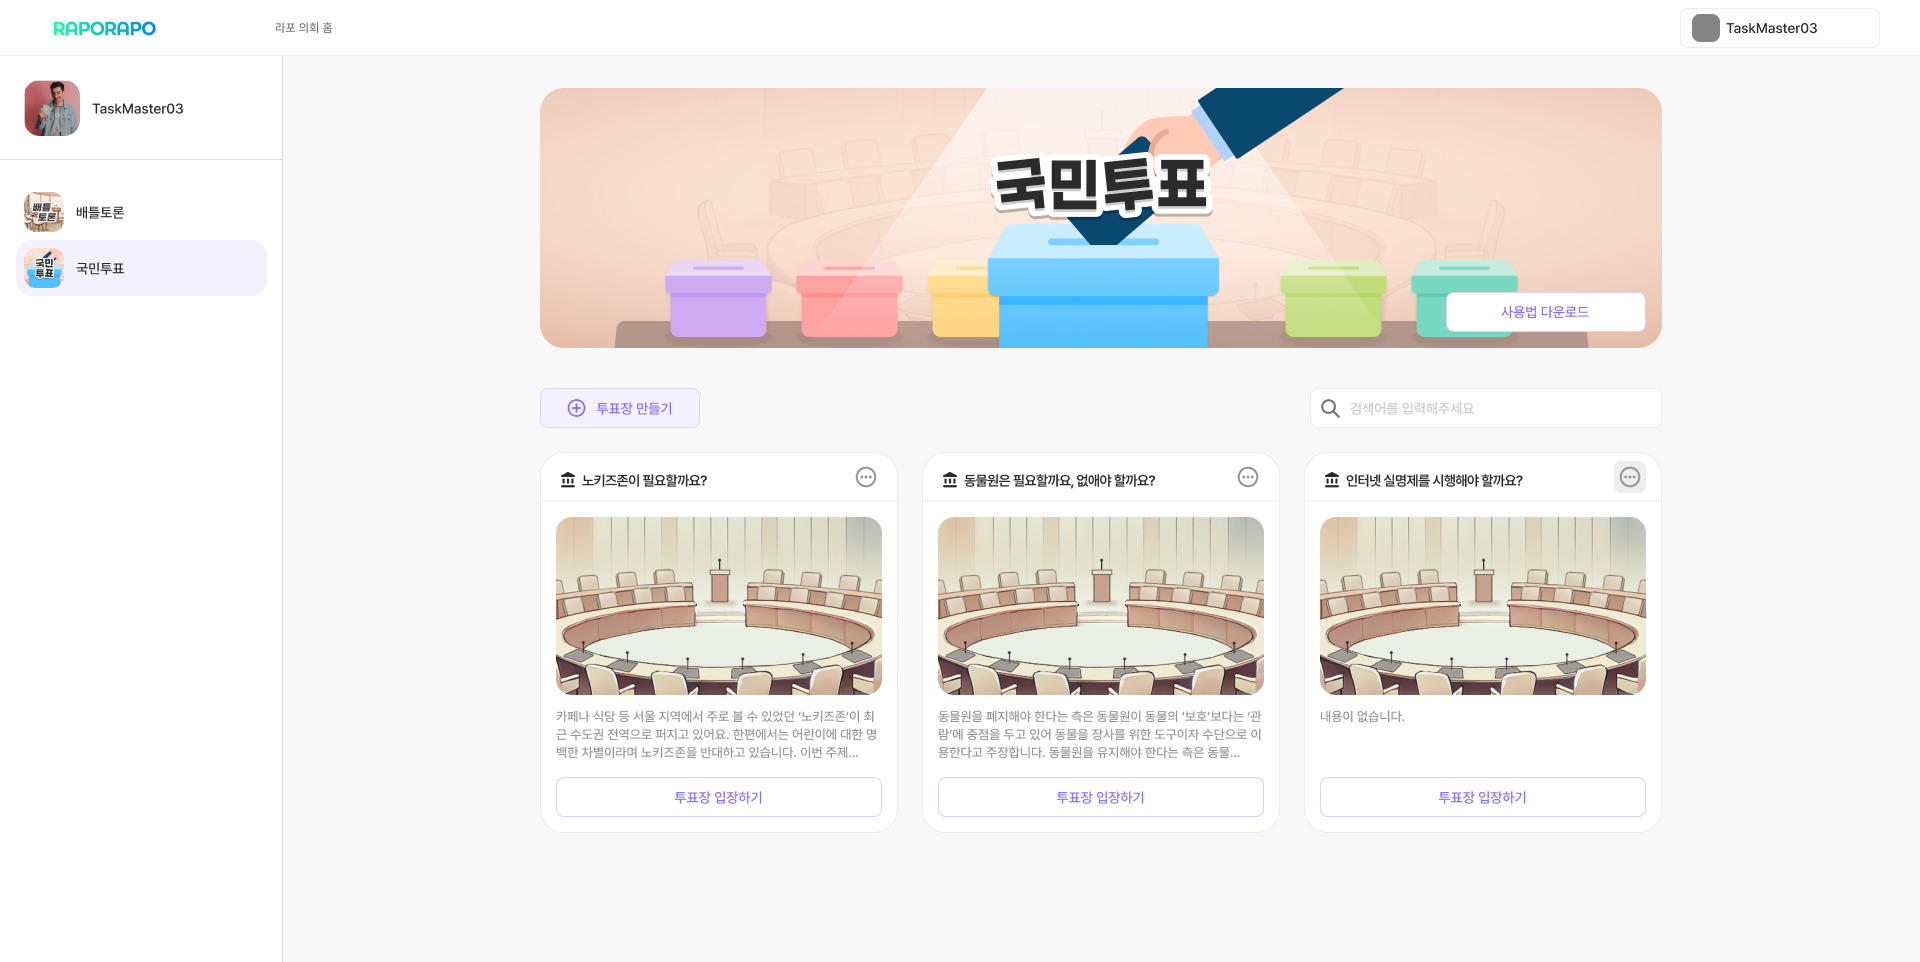 RAPORAPO
라포 의회 홈
TaskMaster03
TaskMaster03
배틀
토론
배틀토론
국민
투표
국민투표
국민투표
사용법 다운로드
투표장 만들기
검색어를 입력해주세요
노키즈존이 필요할까요?
카페나 식당 등 서울 지역에서 주로 볼 수 있었던 ‘노키즈존’이 최
근 수도권 전역으로 퍼지고 있어요. 한편에서는 어린이에 대한 명
백한 차별이라며 노키즈존을 반대하고 있습니다. 이번 주제...
투표장 입장하기
동물원은 필요할까요, 없애야 할까요?
동물원을 폐지해야 한다는 측은 동물원이 동물의 ‘보호’보다는 ‘관
람’에 중점을 두고 있어 동물을 장사를 위한 도구이자 수단으로 이
용한다고 주장합니다. 동물원을 유지해야 한다는 측은 동물...
투표장 입장하기
인터넷 실명제를 시행해야 할까요?
내용이 없습니다.
투표장 입장하기